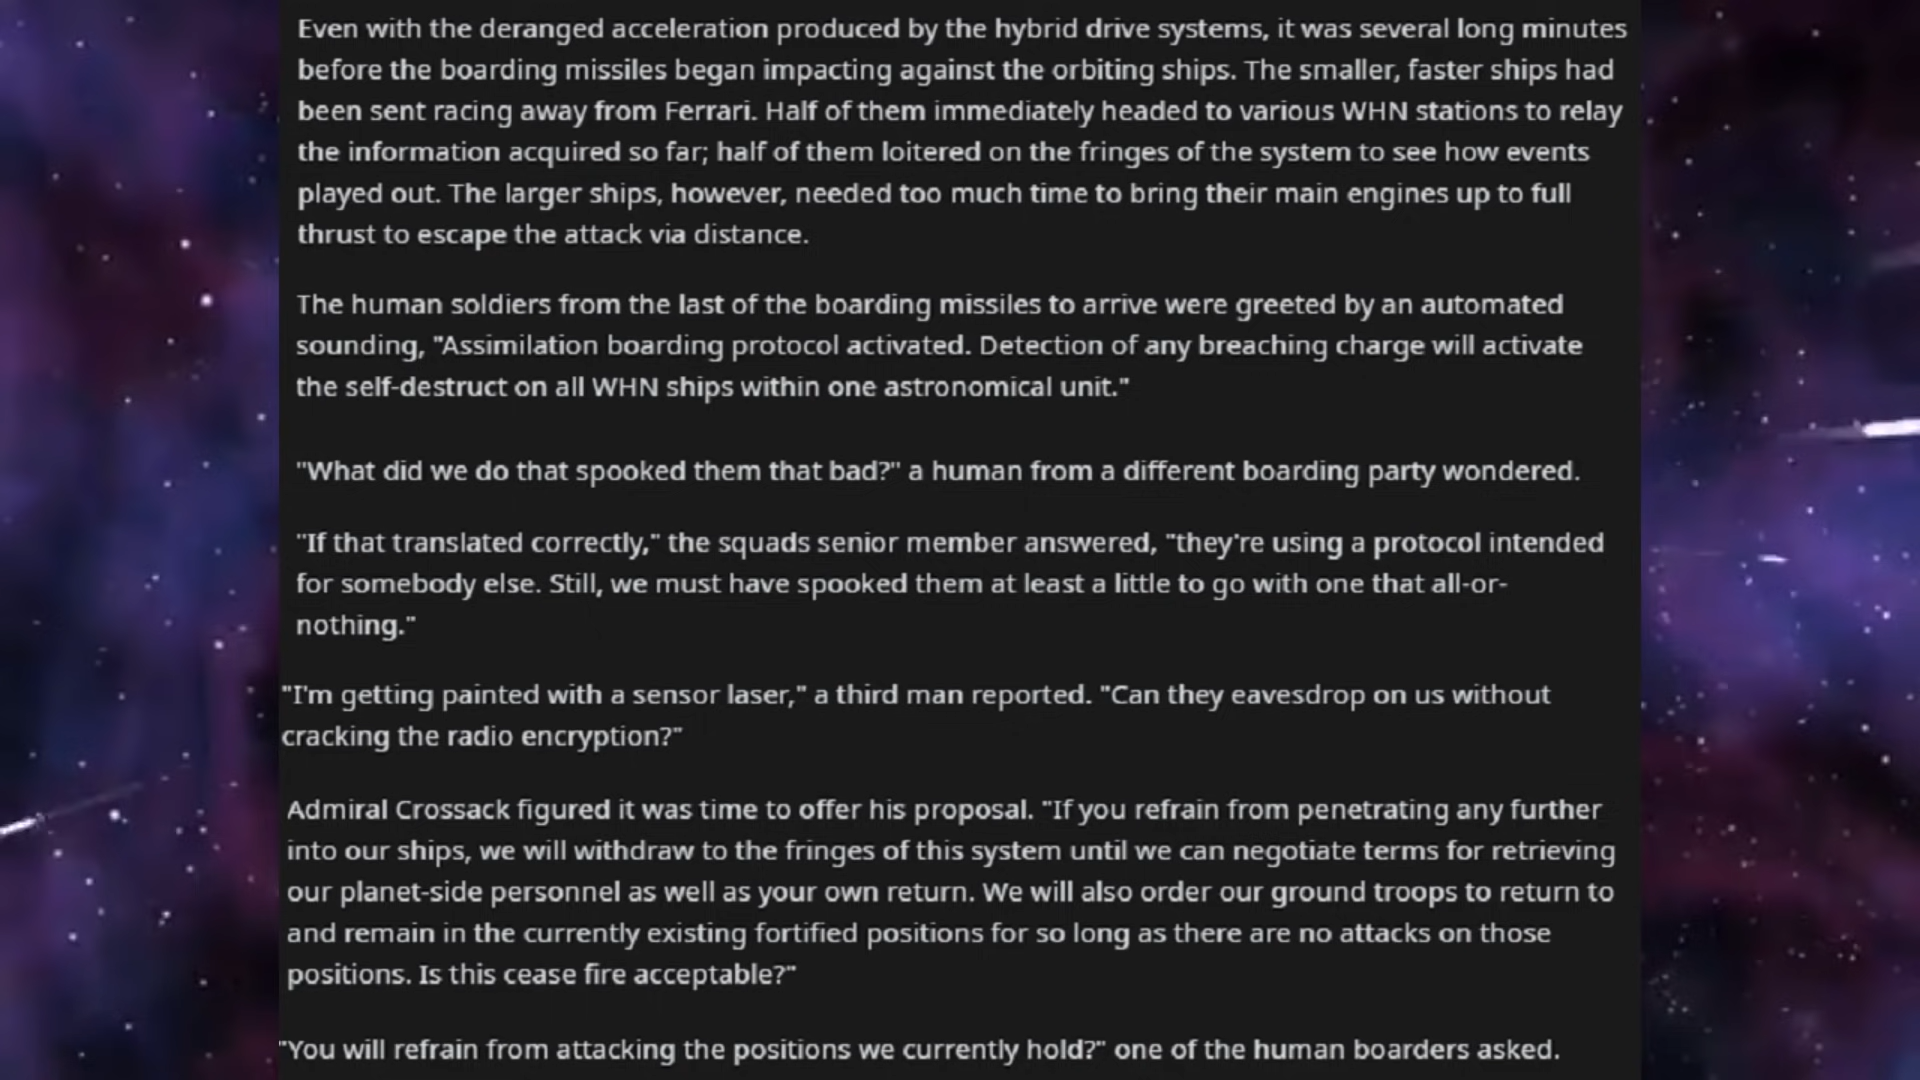 Even with the deranged acceleration produced by the hybrid drive systems, it was several long minutes
before the boarding missiles began impacting against the orbiting ships. The smaller, faster ships had
been sent racing away from Ferrari. Half of them immediately headed to various WHN stations to relay
the information acquired so far; half of them loitered on the fringes of the system to see how events
played out. The larger ships, however, needed too much time to bring their main engines up to full
thrust to escape the attack via distance.
The human soldiers from the last of the boarding missiles to arrive were greeted by an automated
sounding, "Assimilation boarding protocol activated. Detection of any breaching charge will activate
the self-destruct on all WHN ships within one astronomical unit."
"What did we do that spooked them that bad?" a human from a different boarding party wondered.
"If that translated correctly," the squads senior member answered, "they're using a protocol intended
for somebody else. Still, we must have spooked them at least a little to go with one that all-or-
nothing."
"I'm getting painted with a sensor laser," a third man reported. "Can they eavesdrop on us without
cracking the radio encryption?"
Admiral Crossack figured it was time to offer his proposal. "If you refrain from penetrating any further
into our ships, we will withdraw to the fringes of this system until we can negotiate terms for retrieving
our planet-side personnel as well as your own return. We will also order our ground troops to return to
and remain in the currently existing fortified positions for so long as there are no attacks on those
positions. Is this cease fire acceptable?"
"You will refrain from attacking the positions we currently hold?" one of the human boarders asked.